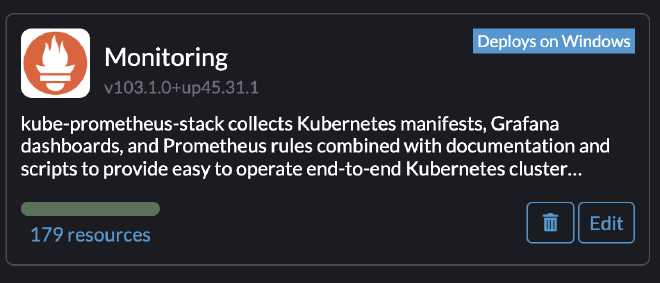 Monitoring
Deploys on Windows
v103.1.0+up45.31.1
kube-prometheus-stack collects Kubernetes manifests, Grafana
dashboards, and Prometheus rules combined with documentation and
scripts to provide easy to operate end-to-end Kubernetes cluster...
179 resources
Edit